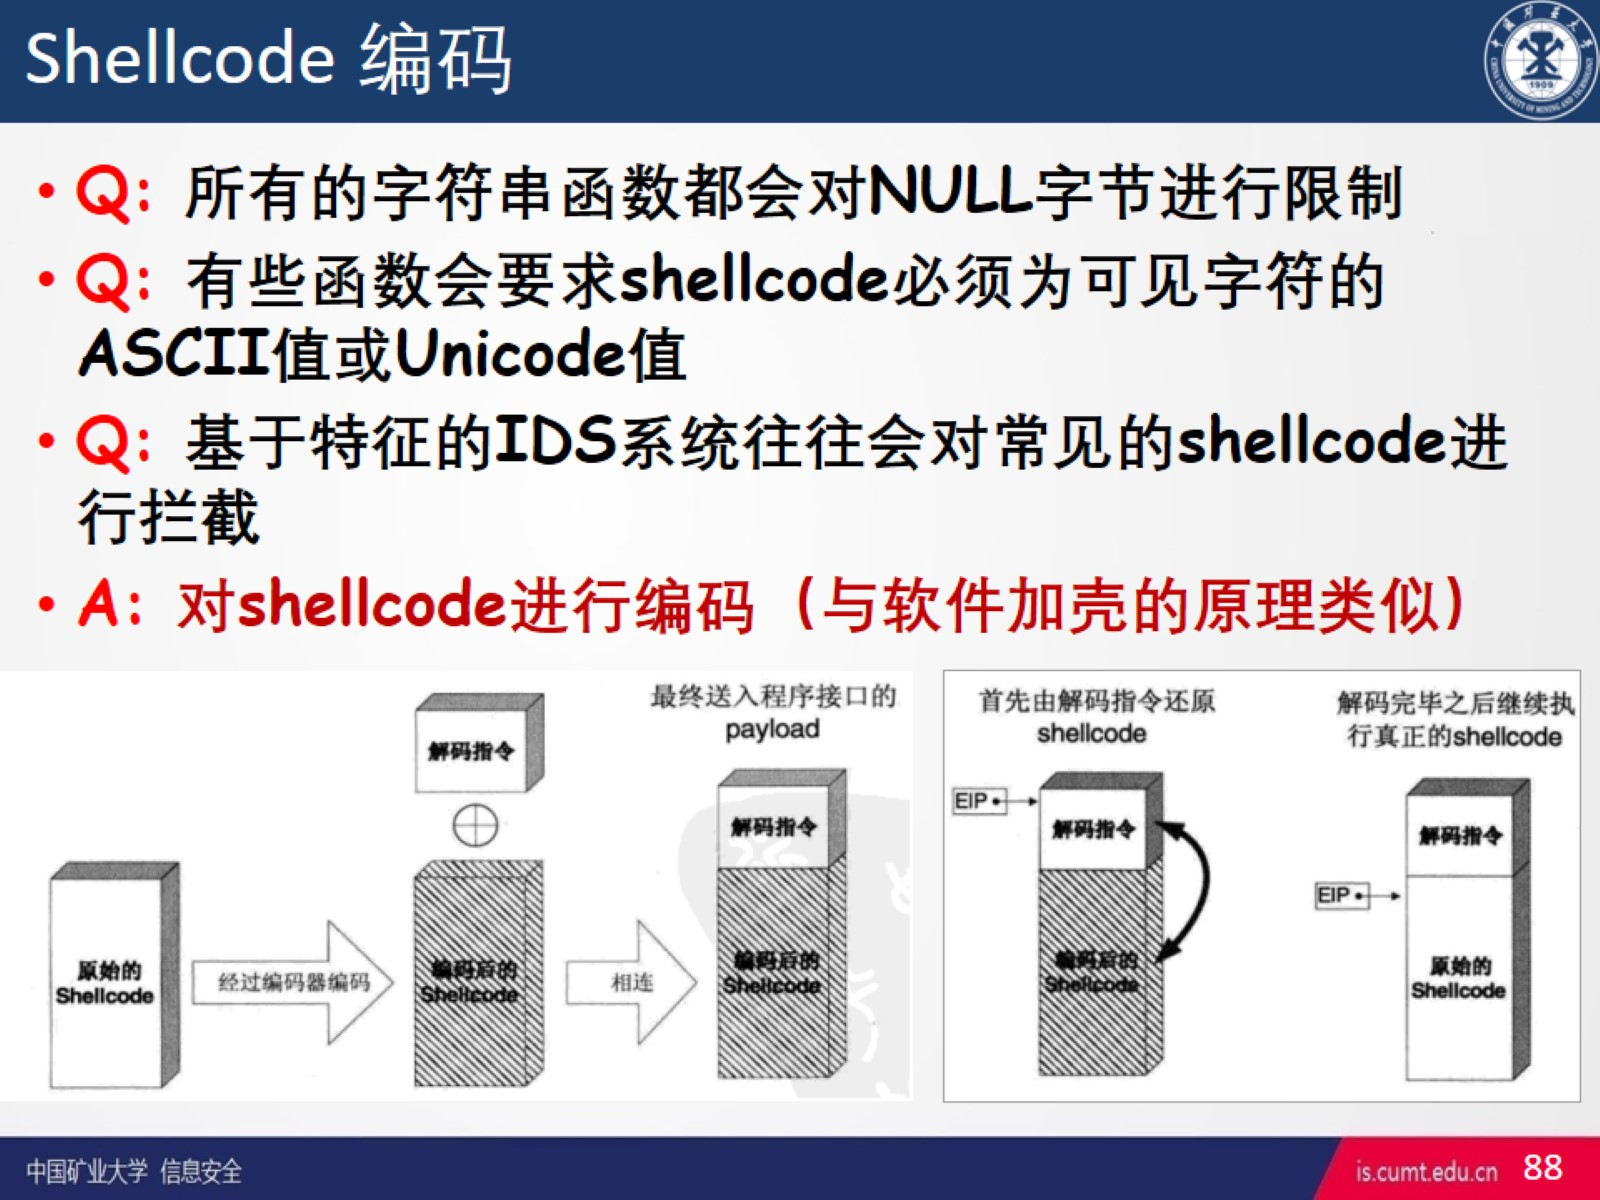 Shellcode 编码
• Q: 所有的字符串函数都会对NULL字节进行限制
• Q: 有些函数会要求shellcode必须为可见字符的
ASCII值或Unicode值
• Q: 基于特征的IDS系统往往会对常见的shellcode进
行拦截
• A: 对shellcode进行编码（与软件加壳的原理类似）
原始的
Shellcode
经过编码器编码
解码指令
编码后的
Shellcode
相连
最终送入程序接口的
payload
解码指令
编码后的
Shellcode
首先由解码指令还原
shellcode
EIP
解码指令
编码后的
Shellcode
解码完毕之后继续执
行真正的shellcode
解码指令
EIP
原始的
Shellcode
中国矿业大学 信息安全
is.cumt.edu.cn
88
CHINA UNIVERSITY OF MINING AND TECHNOLOGY
1909